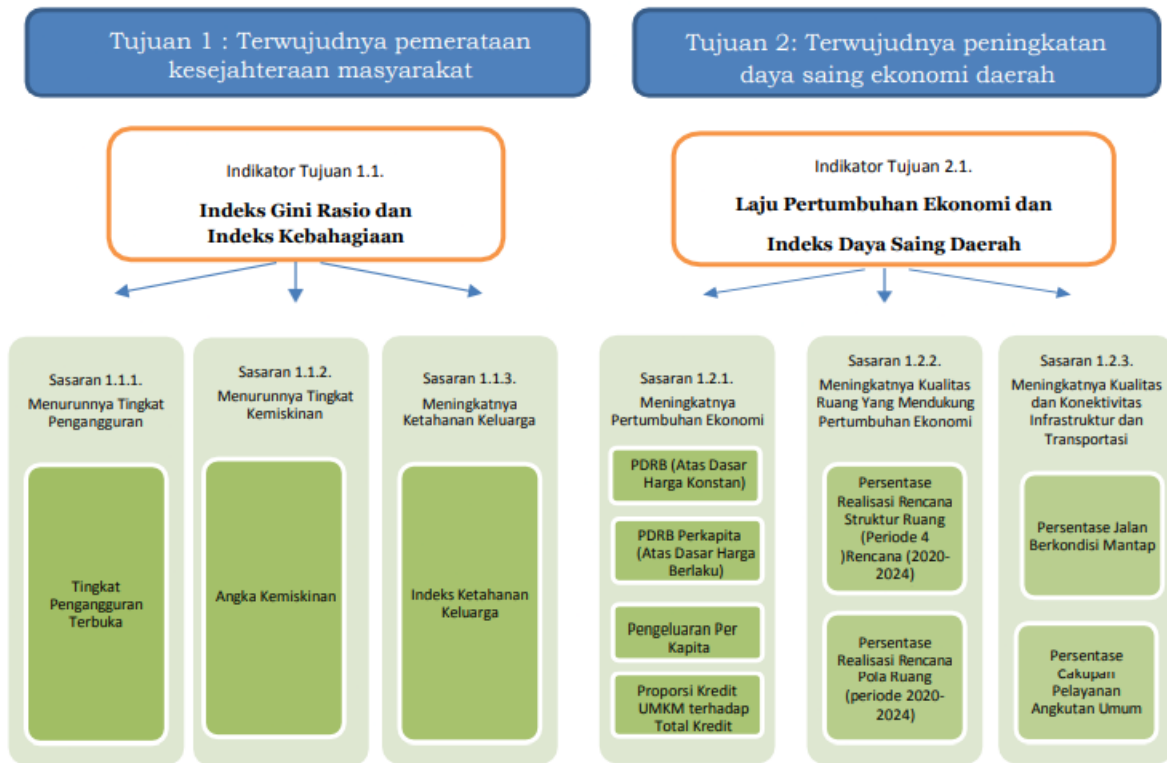 Tujuan 1 : Terwujudnya pemerataan
kesejahteraan masyarakat
Tujuan 2: Terwujudnya peningkatan
daya saing ekonomi daerah
Indikator Tujuan 1.1.
Indeks Gini Rasio dan
Indeks Kebahagiaan
Indikator Tujuan 2.1.
Laju Pertumbuhan Ekonomi dan
Indeks Daya Saing Daerah
Sasaran 1.1.1.
Menurunnya Tingkat
Pengangguran
Tingkat
Pengangguran
Terbuka
Sasaran 1.1.2.
Menurunnya Tingkat
Kemiskinan
Angka Kemiskinan
Sasaran 1.1.3.
Meningkatnya
Ketahanan Keluarga
Indeks Ketahanan
Keluarga
Sasaran 1.2.1.
Meningkatnya
Pertumbuhan Ekonomi
PDRB (Atas Dasar
Harga Konstan)
PDRB Perkapita
(Atas Dasar Harga
Berlaku)
Pengeluaran Per
Kapita
Proporsi Kredit
UMKM terhadap
Total Kredit
Sasaran 1.2.2.
Meningkatnya Kualitas
Ruang Yang Mendukung
Pertumbuhan Ekonomi
Persentase
Realisasi Rencana
Struktur Ruang
(Periode 4
)Rencana (2020-
2024)
Persentase
Realisasi Rencana
Pola Ruang
(periode 2020-
2024)
Sasaran 1.2.3.
Meningkatnya Kualitas
dan Konektivitas
Infrastruktur dan
Transportasi
Persentase Jalan
Berkondisi Mantap
Persentase
Cakupan
Pelayanan
Angkutan Umum